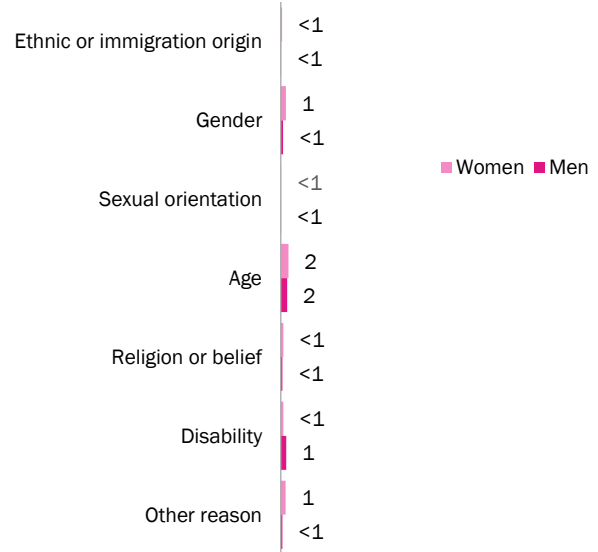 Ethnic or immigration origin
<1
<1
Gender
1
<1
Women Men
Sexual orientation
<1
<1
Age
2
2
Religion or belief
<1
<1
Disability
<1
1
Other reason
1
<1